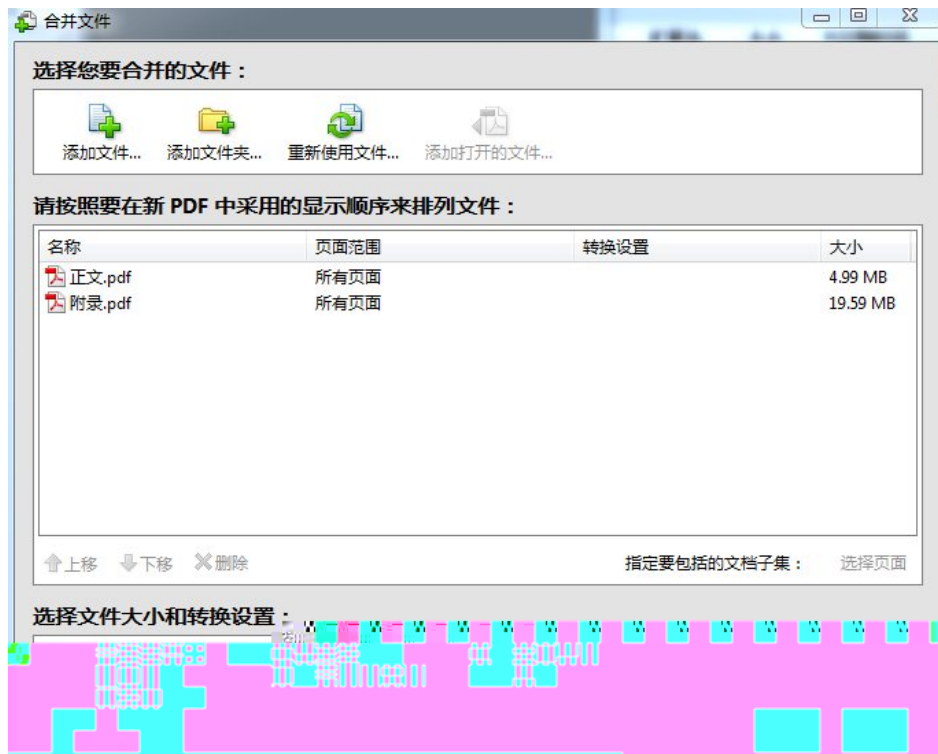 合并文件
选择您要合并的文件：
添加文件... 添加文件夹... 重新使用文件... 添加打开的文件...
请按照要在新 PDF 中采用的显示顺序来排列文件：
名称 页面范围 转换设置 大小
正文.pdf 所有页面 4.99 MB
附录.pdf 所有页面 19.59 MB
上移 下移 删除 指定要包括的文档子集： 选择页面
选择文件大小和转换设置：